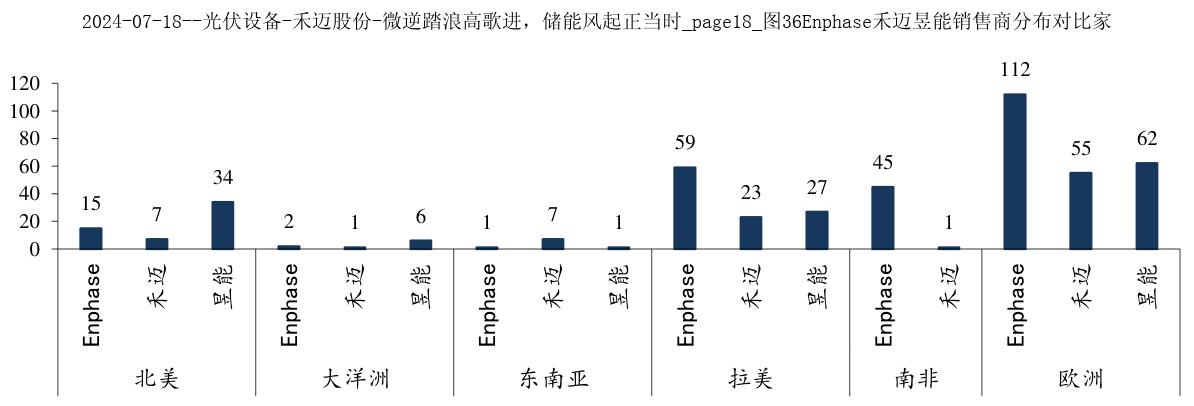 2024-07-18--光伏设备-禾迈股份-微逆踏浪高歌进，储能风起正当时_page18_图36Enphase禾迈昱能销售商分布对比家
120
100
80
60
40
20
0
15
7
34
2
1
6
1
7
1
59
23
27
45
1
112
55
62
Enphase
禾迈
昱能
Enphase
禾迈
昱能
Enphase
禾迈
昱能
Enphase
禾迈
昱能
Enphase
禾迈
Enphase
禾迈
昱能
北美
大洋洲
东南亚
拉美
南非
欧洲